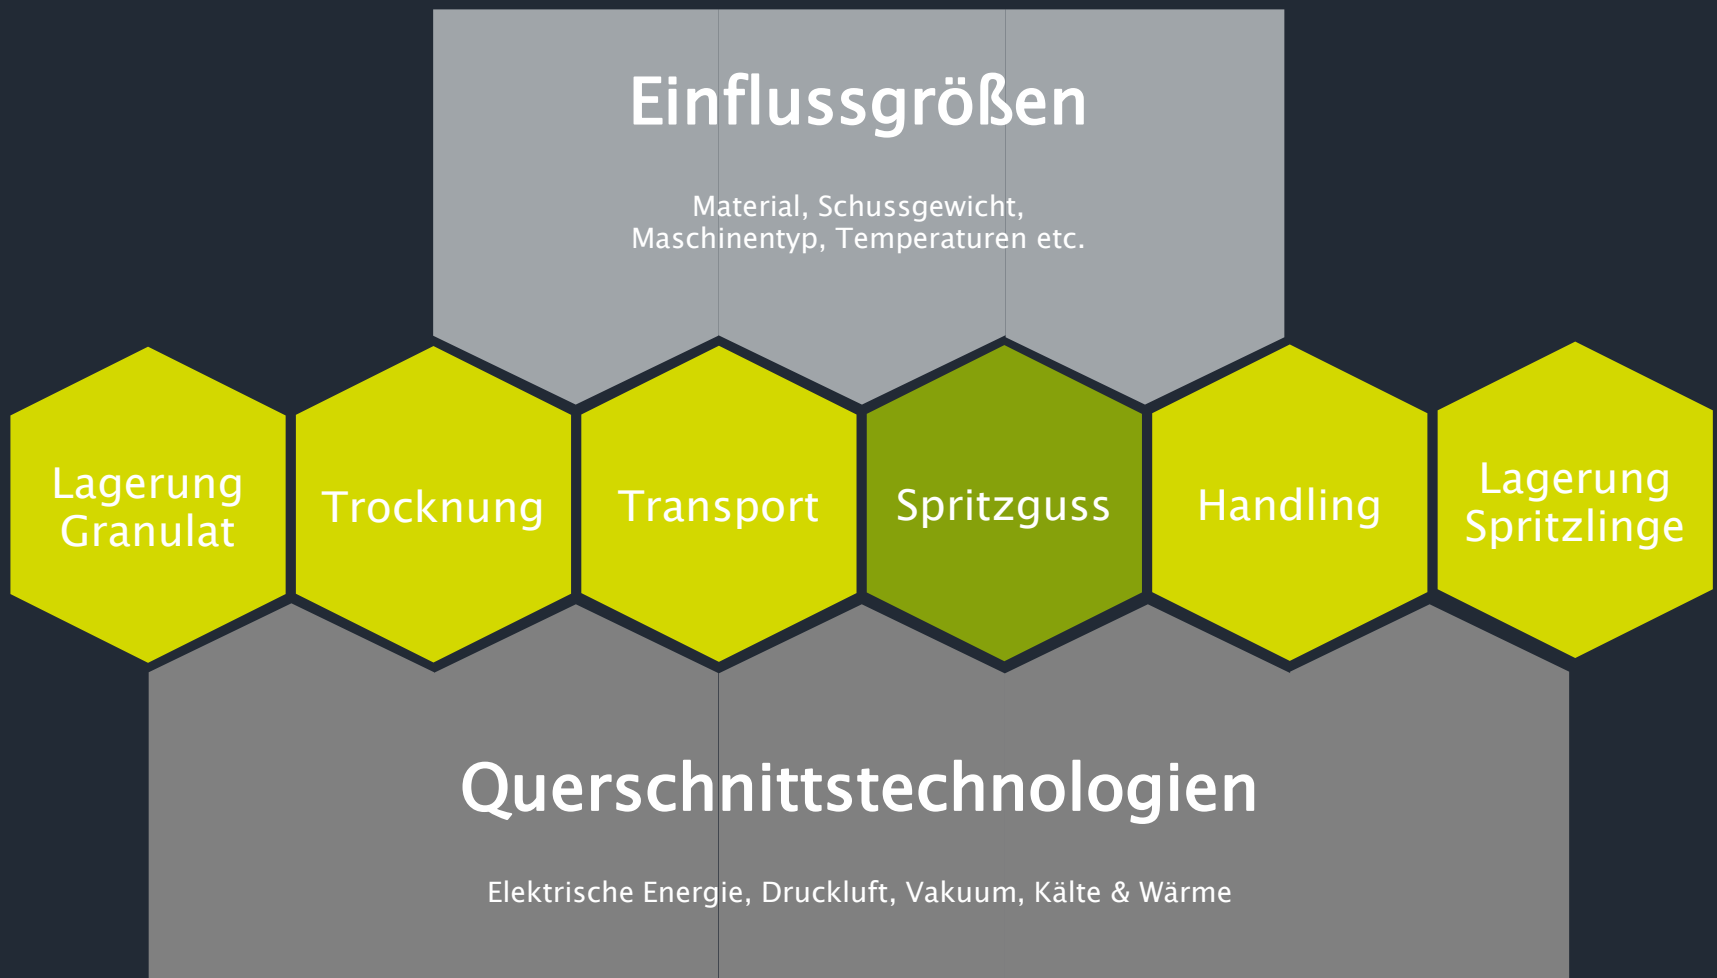 Einflussgrößen
Material, Schussgewicht,
Maschinentyp, Temperaturen etc.
Lagerung
Granulat
Trocknung
Transport
Spritzguss
Handling
Lagerung
Spritzlinge
Querschnittstechnologien
Elektrische Energie, Druckluft, Vakuum, Kälte & Wärme